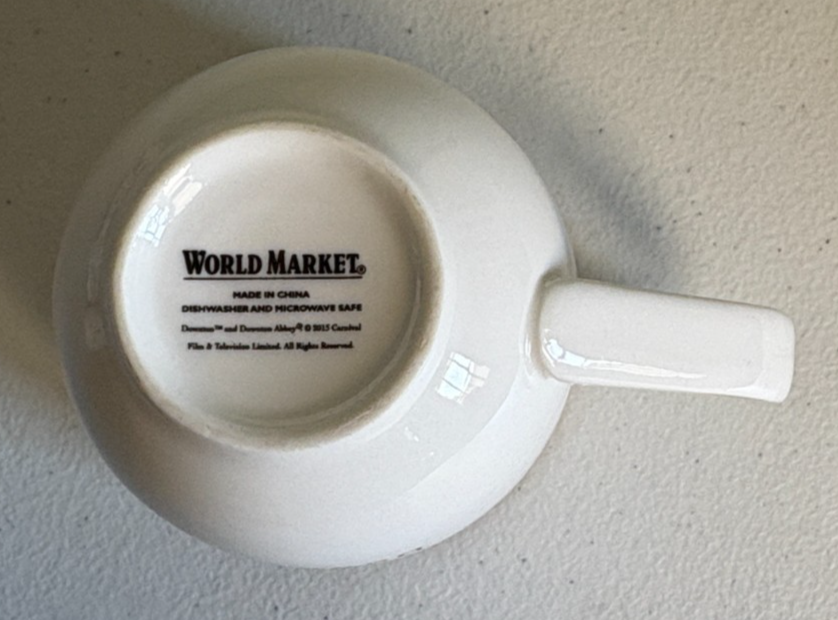 WORLD MARKET®
MADE IN CHINA
DISHWASHER AND MICROWAVE SAFE
Downton™ and Downton Abbey® © 2015 Carnival
Film & Television Limited. All Rights Reserved.